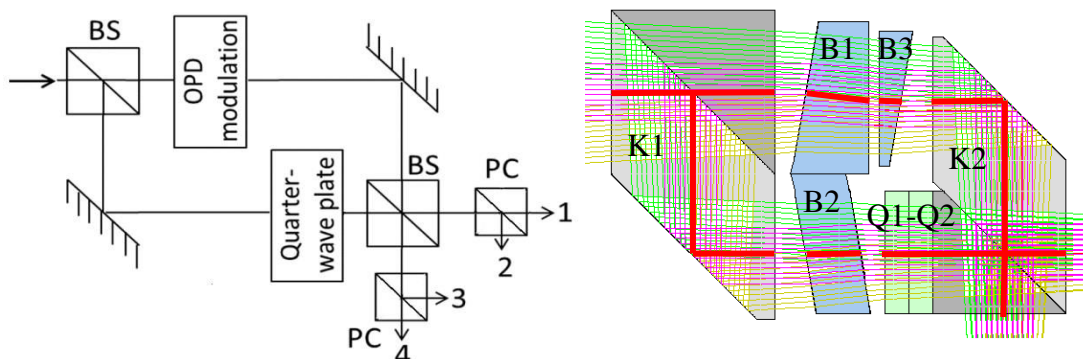 BS
OPD
modulation
Quarter-
wave plate
BS
PC
1
2
3
PC
4
B1
B3
K1
K2
B2
Q1-Q2